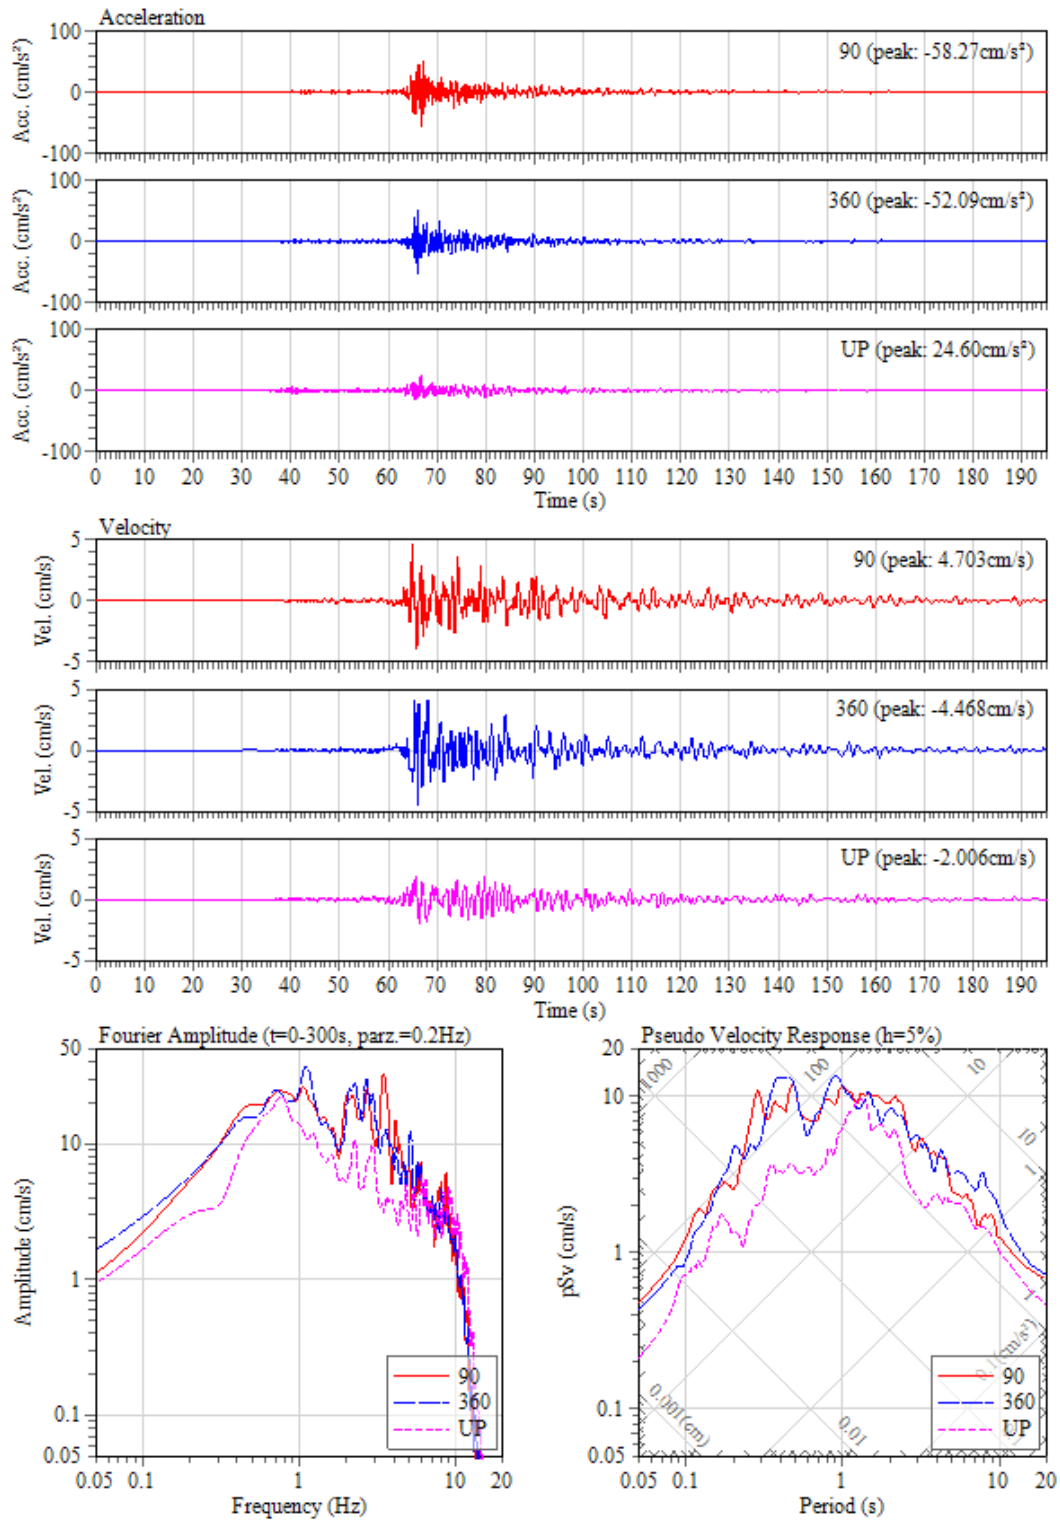 Acceleration
Acc. (cm/s²)
100
0
-100
90 (peak: -58.27cm/s²)
Acc. (cm/s²)
100
0
-100
360 (peak: -52.09cm/s²)
Acc. (cm/s²)
100
0
-100
UP (peak: 24.60cm/s²)
0 10 20 30 40 50 60 70 80 90 100 110 120 130 140 150 160 170 180 190
Time (s)
Velocity
Vel. (cm/s)
5
0
-5
90 (peak: 4.703cm/s)
Vel. (cm/s)
5
0
-5
360 (peak: -4.468cm/s)
Vel. (cm/s)
5
0
-5
UP (peak: -2.006cm/s)
0 10 20 30 40 50 60 70 80 90 100 110 120 130 140 150 160 170 180 190
Time (s)
Fourier Amplitude (t=0-300s, parz.=0.2Hz)
Amplitude (cm/s)
50
10
1
0.1
0.05
90
360
UP
0.05 0.1 1 10 20
Frequency (Hz)
Pseudo Velocity Response (h=5%)
pSv (cm/s)
20
10
1
0.1
0.05
1000
100
10
10
1
1
0.1(cm/s²)
0.001(cm)
0.01
90
360
UP
0.05 0.1 1 10 20
Period (s)